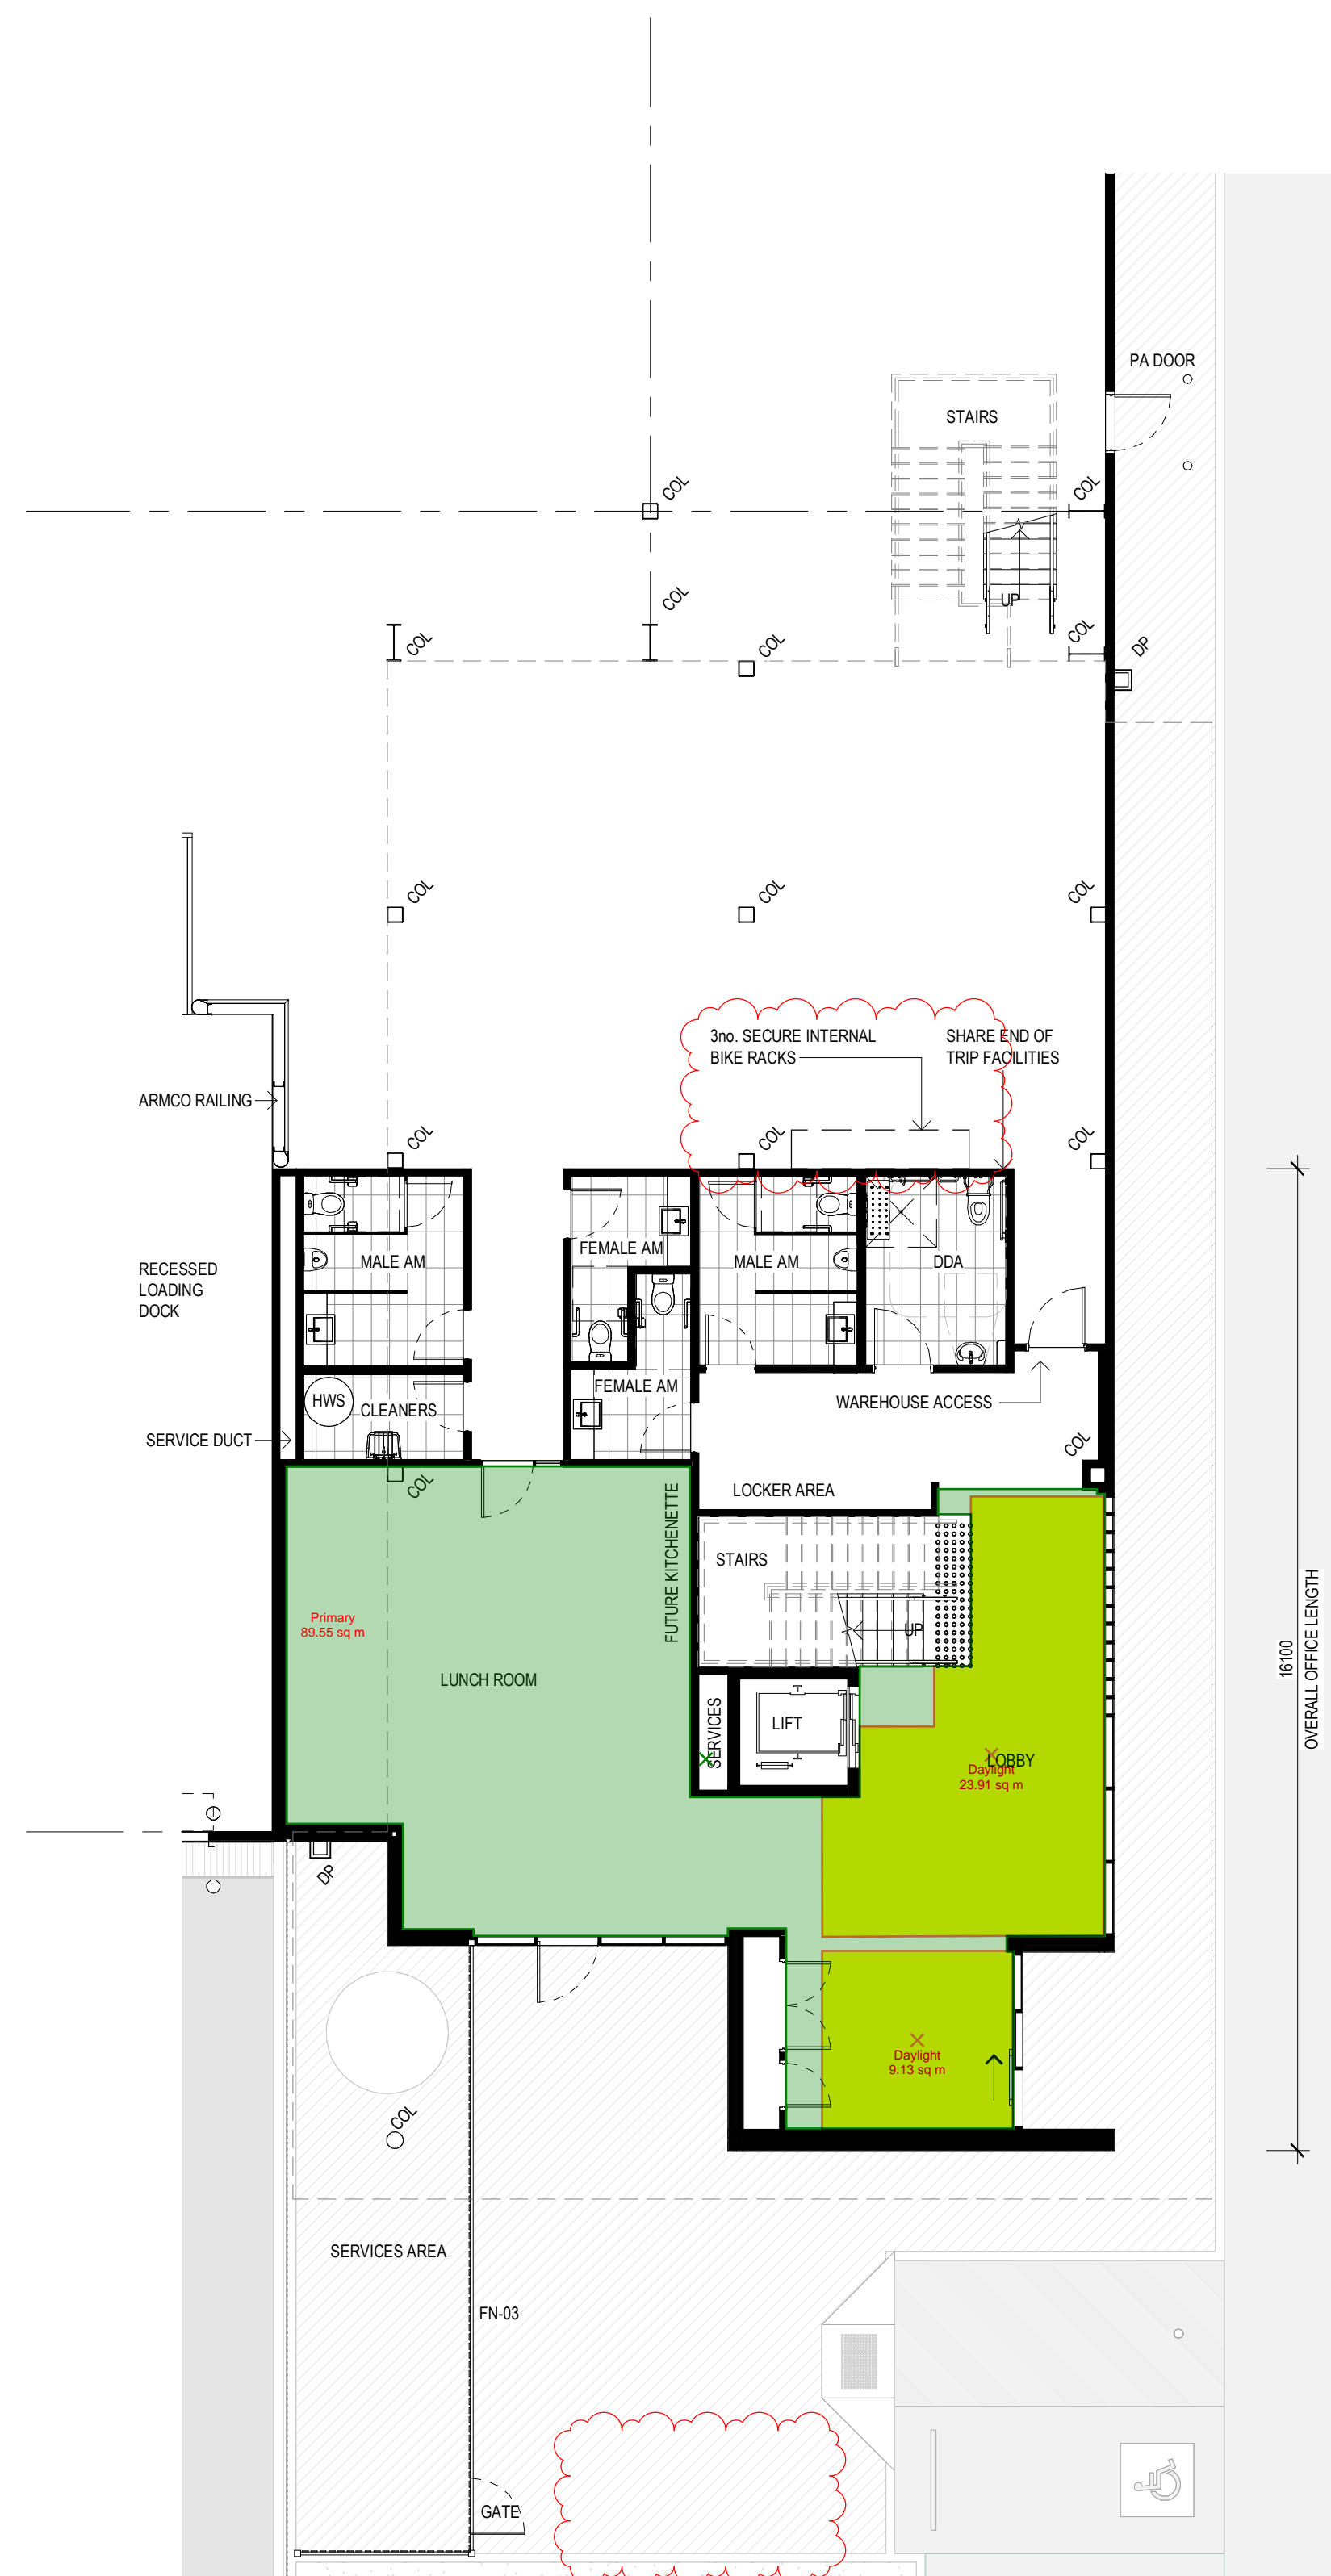 PA DOOR
STAIRS
COL
COL
COL
UP
COL
COL
COL
DP
COL
COL
COL
3no. SECURE INTERNAL
BIKE RACKS
SHARE END OF
TRIP FACILITIES
ARMCO RAILING
COL
COL
COL
RECESSED
LOADING
DOCK
MALE AM
FEMALE AM
MALE AM
DDA
HWS
CLEANERS
FEMALE AM
WAREHOUSE ACCESS
SERVICE DUCT
COL
COL
LOCKER AREA
FUTURE KITCHENETTE
STAIRS
UP
Primary
89.55 sq m
LUNCH ROOM
SERVICES
LIFT
LOBBY
Daylight
23.91 sq m
16100
OVERALL OFFICE LENGTH
DP
Daylight
9.13 sq m
COL
SERVICES AREA
FN-03
GATE